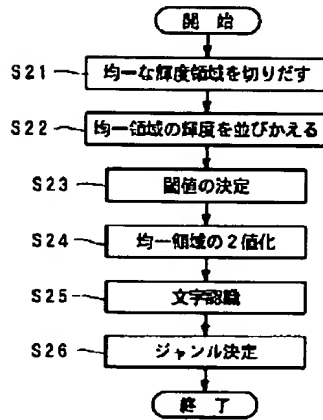 開 始
S21 均一な輝度領域を切りだす
S22 均一領域の輝度を並びかえる
S23 閾値の決定
S24 均一領域の2値化
S25 文字認識
S26 ジャンル決定
終 了